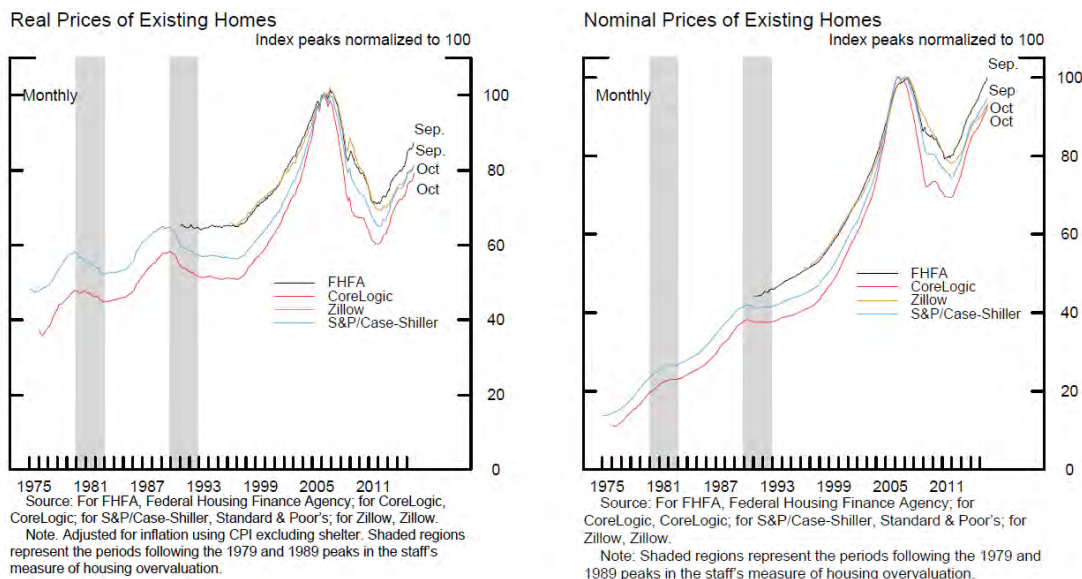 Real Prices of Existing Homes
Index peaks normalized to 100
Monthly
100
Sep.
Sep.
Oct
Oct
80
60
FHFA
CoreLogic
Zillow
S&P/Case-Shiller
40
20
0
1975 1981 1987 1993 1999 2005 2011
Source: For FHFA, Federal Housing Finance Agency; for CoreLogic,
CoreLogic; for S&P/Case-Shiller, Standard & Poor's; for Zillow, Zillow.
Note. Adjusted for inflation using CPI excluding shelter. Shaded regions
represent the periods following the 1979 and 1989 peaks in the staff's
measure of housing overvaluation.
Nominal Prices of Existing Homes
Index peaks normalized to 100
Sep.
Monthly
100
Sep
Oct
Oct
80
60
FHFA
CoreLogic
Zillow
S&P/Case-Shiller
40
20
0
1975 1981 1987 1993 1999 2005 2011
Source: For FHFA, Federal Housing Finance Agency; for
CoreLogic, CoreLogic; for S&P/Case-Shiller, Standard & Poor's; for
Zillow, Zillow.
Note: Shaded regions represent the periods following the 1979 and
1989 peaks in the staff's measure of housing overvaluation.